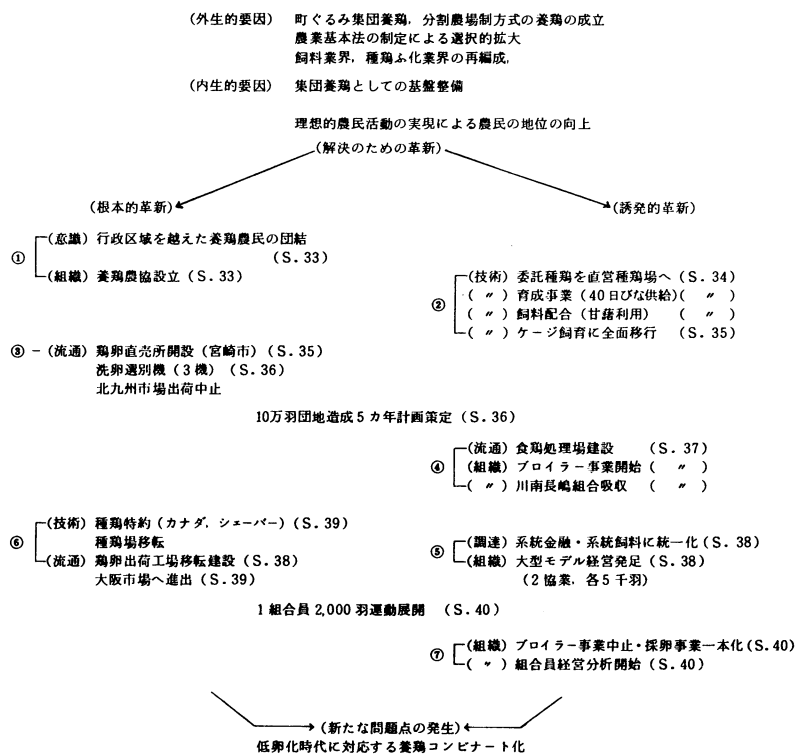 (外生的要因) 町ぐるみ集団養鶏,分割農場制方式の養鶏の成立
農業基本法の制定による選択的拡大
飼料業界,種鶏ふ化業界の再編成,
(内生的要因) 集団養鶏としての基盤整備
理想的農民活動の実現による農民の地位の向上
(解決のための革新)
(根本的革新)
(誘発的革新)
① (意識) 行政区域を越えた養鶏農民の団結
(S.33)
(組織) 養鶏農協設立 (S.33)
② (技術) 委託種鶏を直営種鶏場へ (S.34)
(〃) 育成事業 (40日びな供給)(〃)
(〃) 飼料配合 (甘藷利用) (〃)
(〃) ケージ飼育に全面移行 (S.35)
③ - (流通) 鶏卵直売所開設 (宮崎市) (S.35)
洗卵選別機 (3機) (S.36)
北九州市場出荷中止
10万羽団地造成5カ年計画策定 (S.36)
④ (流通) 食鶏処理場建設 (S.37)
(組織) ブロイラー事業開始 (〃)
(〃) 川南長嶋組合吸収 (〃)
⑥ (技術) 種鶏特約 (カナダ,シェーバー) (S.39)
種鶏場移転
(流通) 鶏卵出荷工場移転建設 (S.38)
大阪市場へ進出 (S.39)
⑤ (調達) 系統金融・系統飼料に統一化 (S.38)
(組織) 大型モデル経営発足 (S.38)
(2協業,各5千羽)
1組合員2,000羽運動展開 (S.40)
⑦ (組織) ブロイラー事業中止・採卵事業一本化 (S.40)
(〃) 組合員経営分析開始 (S.40)
(新たな問題点の発生)
低卵化時代に対応する養鶏コンビナート化